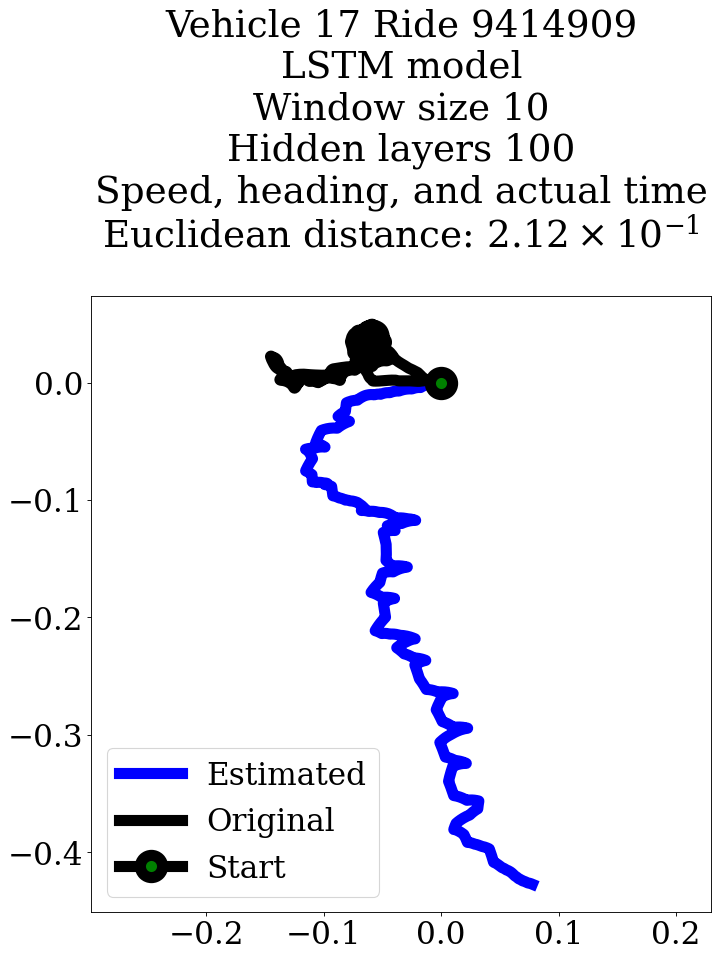 Vehicle 17 Ride 9414909
LSTM model
Window size 10
Hidden layers 100
Speed, heading, and actual time
Euclidean distance: 2.12 × 10⁻¹
0.0
−0.1
−0.2
−0.3
−0.4
Estimated
Original
Start
−0.2 −0.1 0.0 0.1 0.2